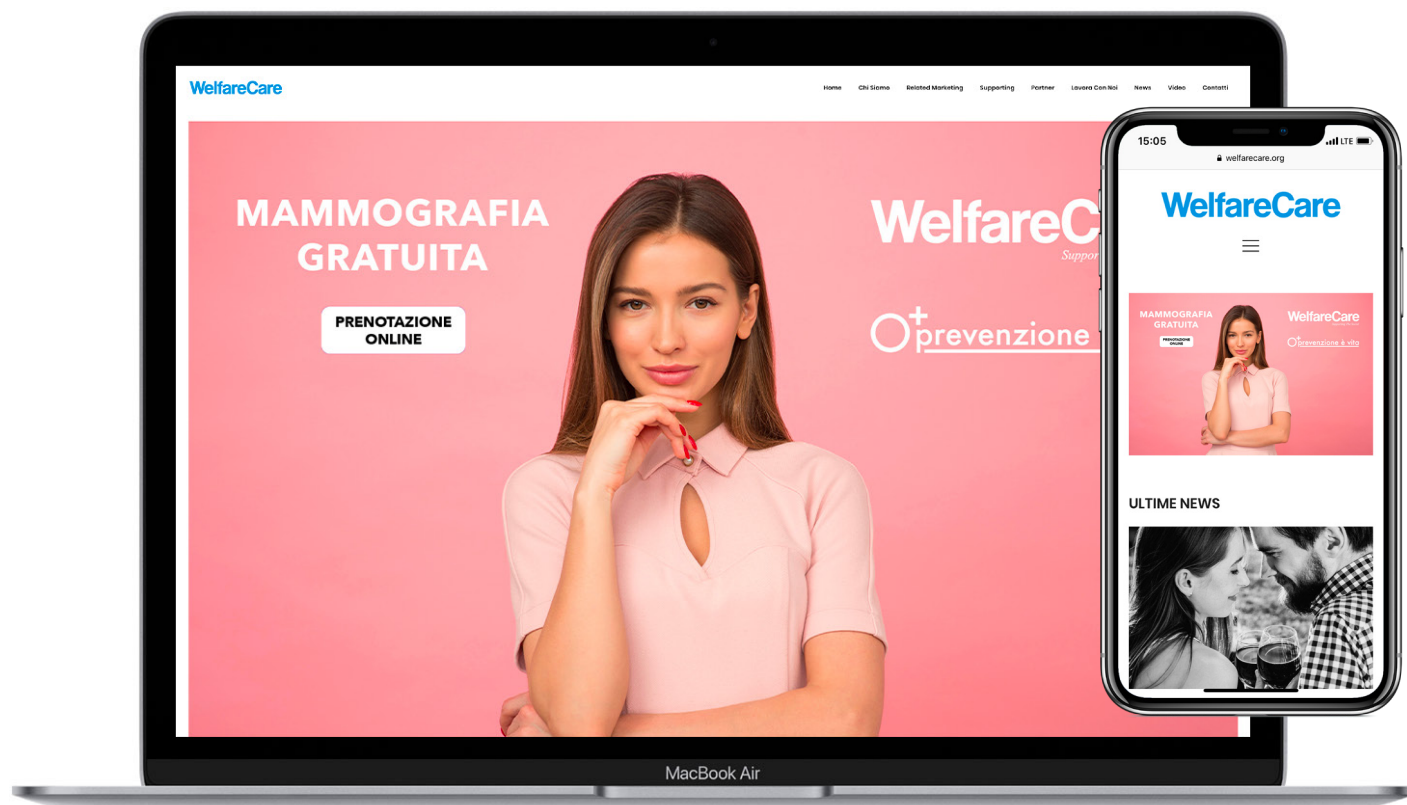 WelfareCare
Home Chi Siamo Related Marketing Supporting Partner Lavora Con Noi News Video Contatti
MAMMOGRAFIA
GRATUITA
PRENOTAZIONE
ONLINE
WelfareC
Suppor
prevenzione
MacBook Air
15:05
LTE
welfarecare.org
WelfareCare
MAMMOGRAFIA
GRATUITA
PRENOTAZIONE
ONLINE
WelfareCare
prevenzione è vita
ULTIME NEWS